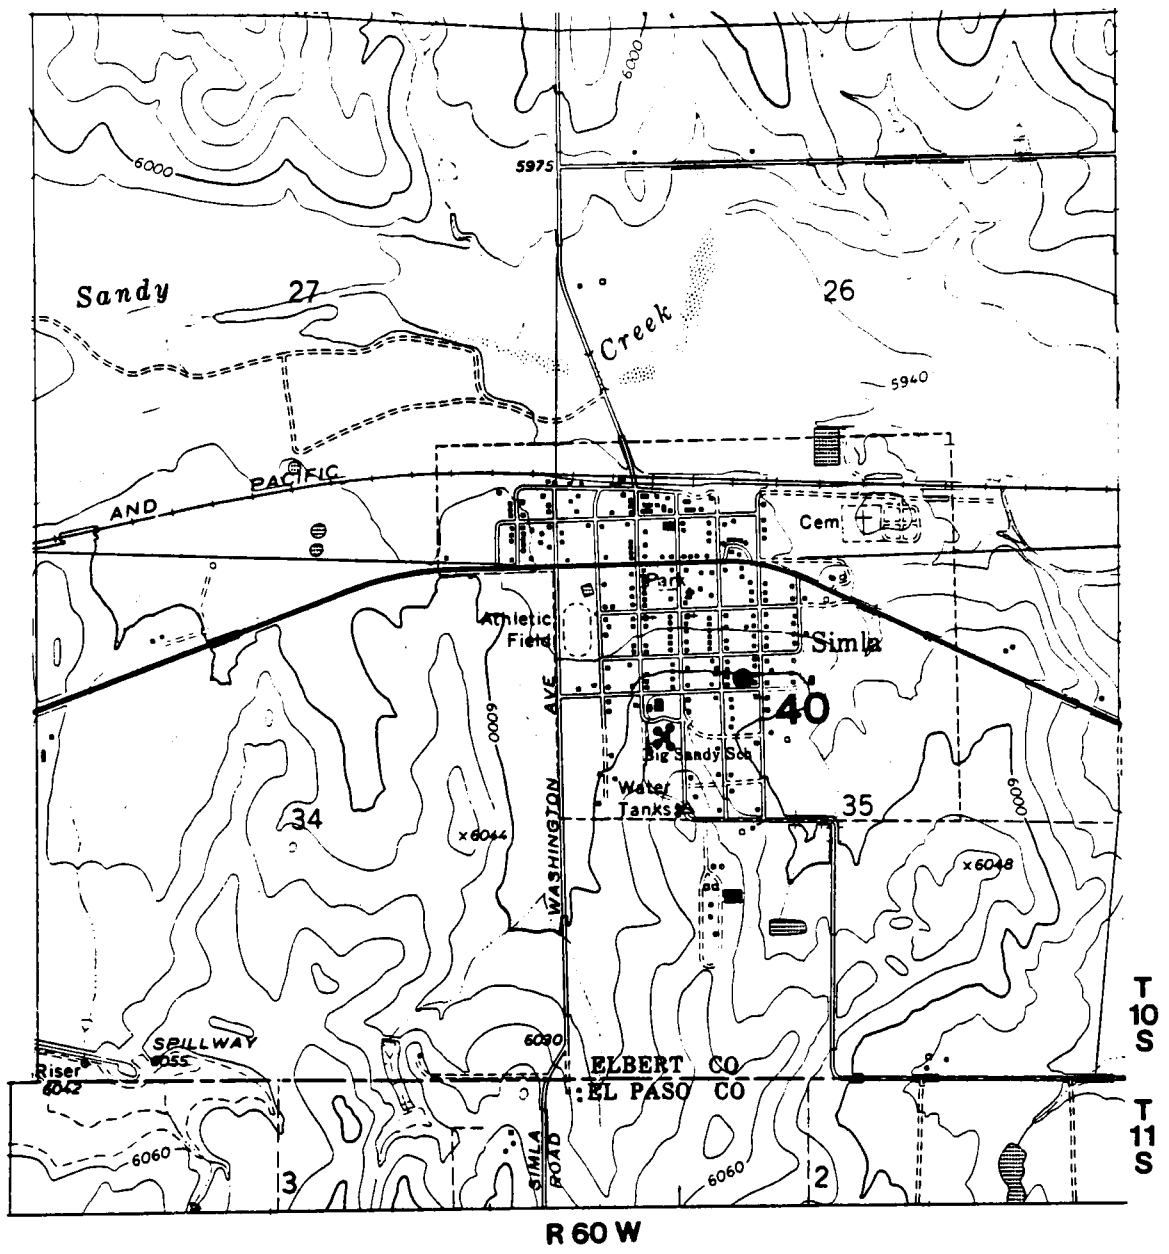 6000
6000
5975
Sandy
27
26
Creek
5940
AND PACIFIC
Cem
Park
Athletic
Field
Simla
40
6000
WASHINGTON AVE
Big Sandy Sch
Water
Tanks
34
35
x6044
x6048
6000
T
10
S
SPILLWAY
6055
Riser
6042
6030
ELBERT CO
EL PASO CO
T
11
S
6060
3
SIMLA
ROAD
6060
2
R 60 W